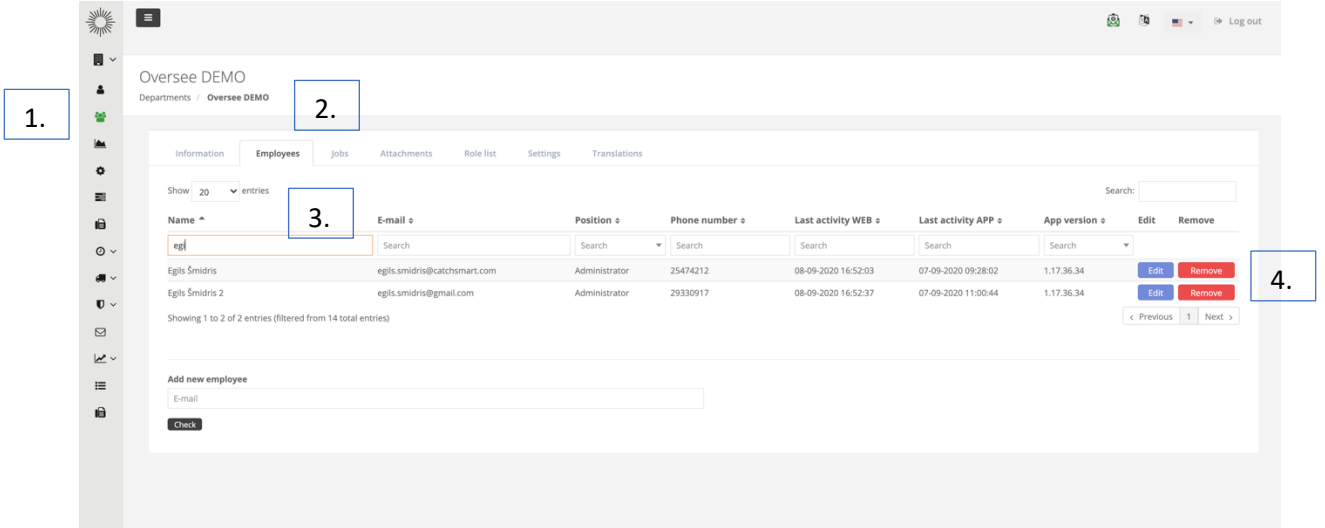 Log out
Oversee DEMO
Departments / Oversee DEMO
1.
2.
Information Employees Jobs Attachments Role list Settings Translations
Show 20 entries Search:
3.
Name E-mail Position Phone number Last activity WEB Last activity APP App version Edit Remove
egi Search Search Search Search Search Search
Egils Šmidris egils.smidris@catchsmart.com Administrator 25474212 08-09-2020 16:52:03 07-09-2020 09:28:02 1.17.36.34 Edit Remove
4.
Egils Šmidris 2 egils.smidris@gmail.com Administrator 29330917 08-09-2020 16:52:37 07-09-2020 11:00:44 1.17.36.34 Edit Remove
Showing 1 to 2 of 2 entries (filtered from 14 total entries) ‹ Previous 1 Next ›
Add new employee
E-mail
Check